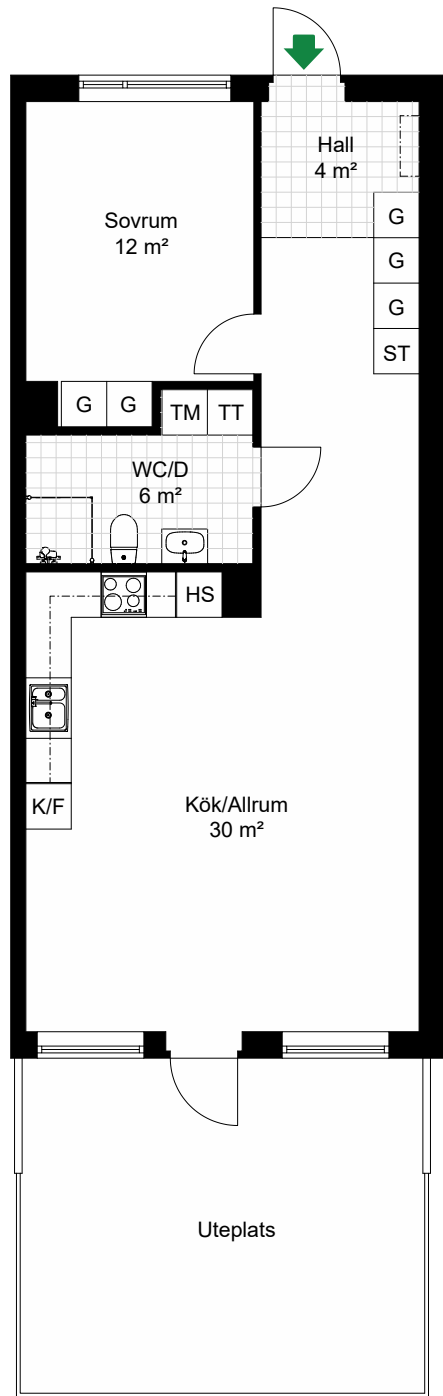 Hall
4 m²
Sovrum
12 m²
G
G
G
ST
G
G
TM
TT
WC/D
6 m²
HS
K/F
Kök/Allrum
30 m²
Uteplats